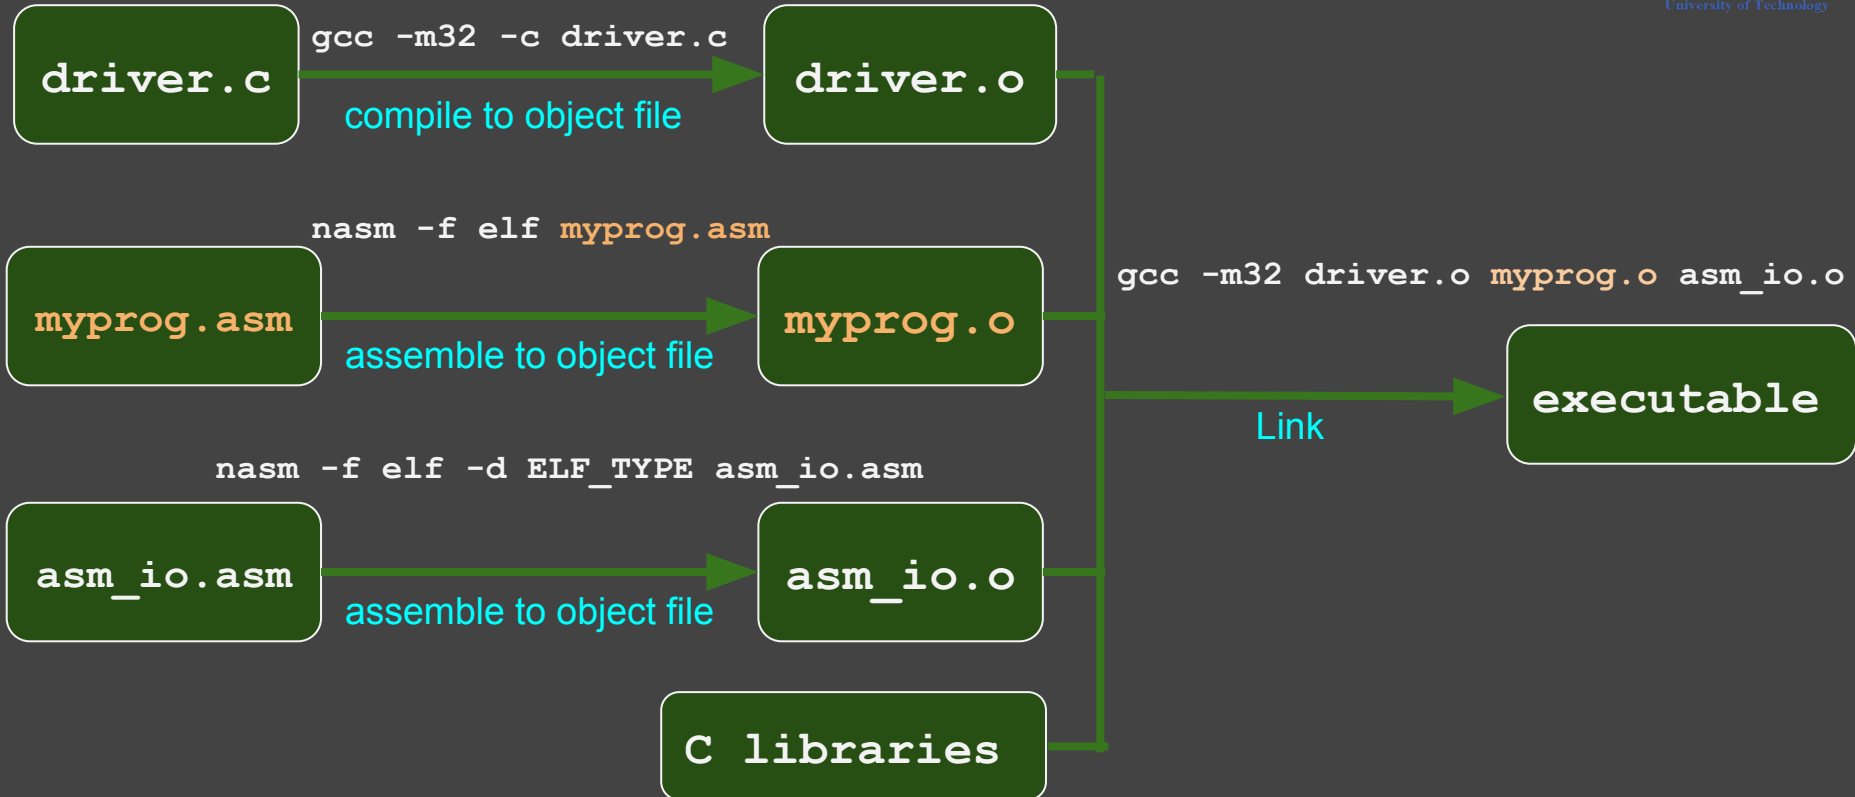 University of Technology
gcc -m32 -c driver.c
driver.c
driver.o
compile to object file
nasm -f elf myprog.asm
myprog.asm
myprog.o
assemble to object file
gcc -m32 driver.o myprog.o asm_io.o
executable
Link
nasm -f elf -d ELF_TYPE asm_io.asm
asm_io.asm
asm_io.o
assemble to object file
C libraries